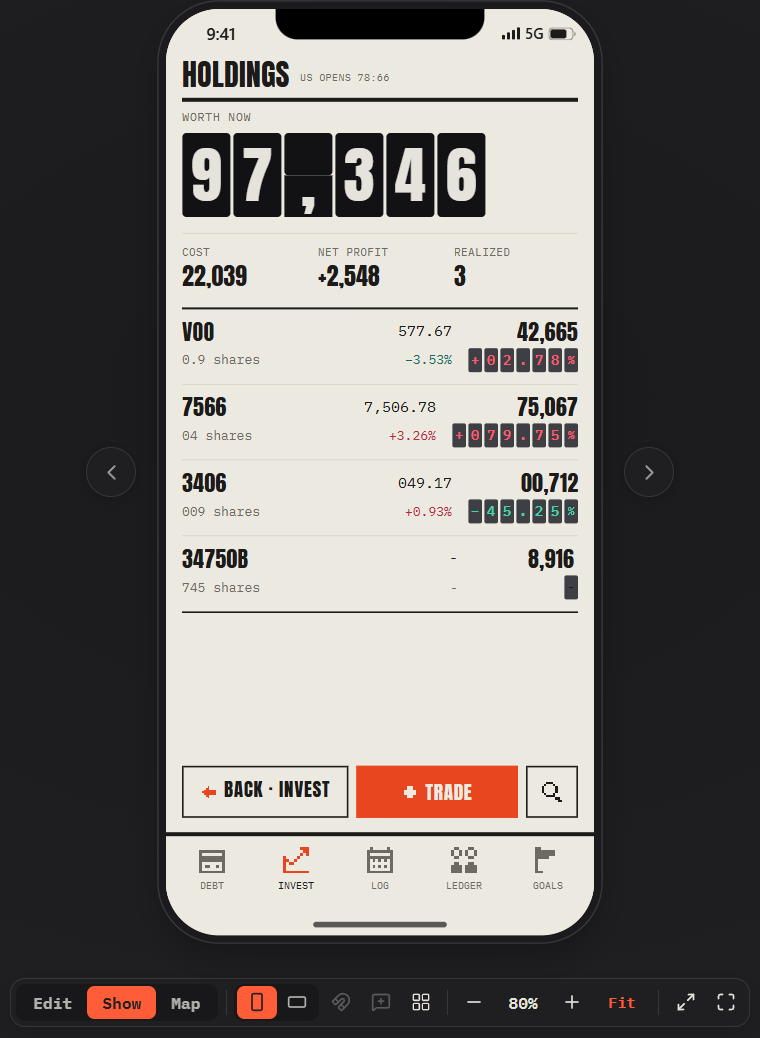 9:41 5G
HOLDINGS US OPENS 78:66
WORTH NOW
97,346
COST NET PROFIT REALIZED
22,039 +2,548 3
VOO 577.67 42,665
0.9 shares −3.53% +02.78%
7566 7,506.78 75,067
04 shares +3.26% +079.75%
3406 049.17 00,712
009 shares +0.93% −45.25%
34750B - 8,916
745 shares - -
BACK · INVEST TRADE
DEBT INVEST LOG LEDGER GOALS
Edit Show Map 80% Fit